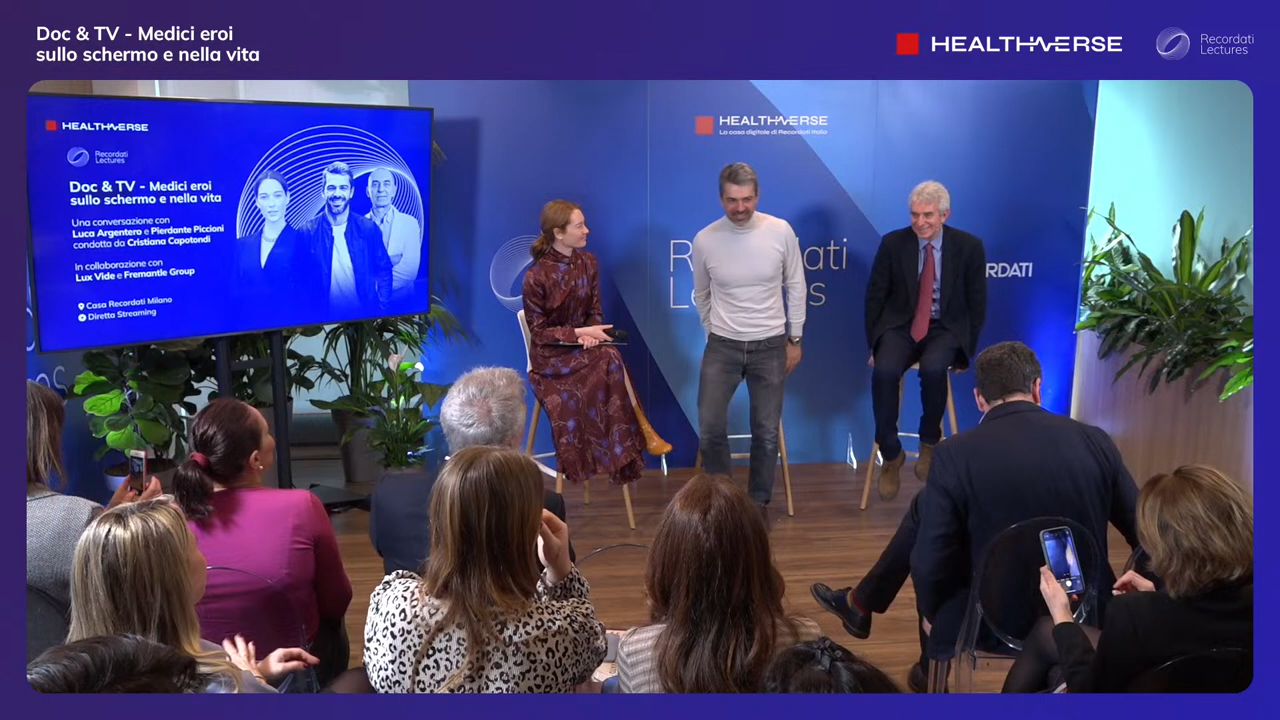 Doc & TV - Medici eroi
sullo schermo e nella vita
HEALTHVERSE
Recordati
Lectures
HEALTHVERSE
Recordati
Lectures
Doc & TV - Medici eroi
sullo schermo e nella vita
Una conversazione con
Luca Argentero e Pierdante Piccioni
condotta da Cristiana Capotondi
In collaborazione con
Lux Vide e Fremantle Group
Casa Recordati Milano
Diretta Streaming
HEALTHVERSE
La casa digitale di Recordati Italia
R ati
Le s
RDATI